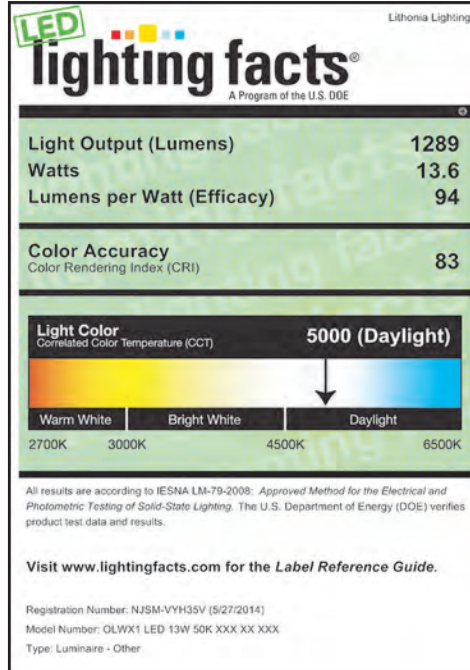 Lithonia Lighting
LED
lighting facts®
A Program of the U.S. DOE
Light Output (Lumens) 1289
Watts 13.6
Lumens per Watt (Efficacy) 94
Color Accuracy 83
Color Rendering Index (CRI)
Light Color 5000 (Daylight)
Correlated Color Temperature (CCT)
Warm White Bright White Daylight
2700K 3000K 4500K 6500K
All results are according to IESNA LM-79-2008: Approved Method for the Electrical and
Photometric Testing of Solid-State Lighting. The U.S. Department of Energy (DOE) verifies
product test data and results.
Visit www.lightingfacts.com for the Label Reference Guide.
Registration Number: NJSM-VYH35V (5/27/2014)
Model Number: OLWX1 LED 13W 50K XXX XX XXX
Type: Luminaire - Other